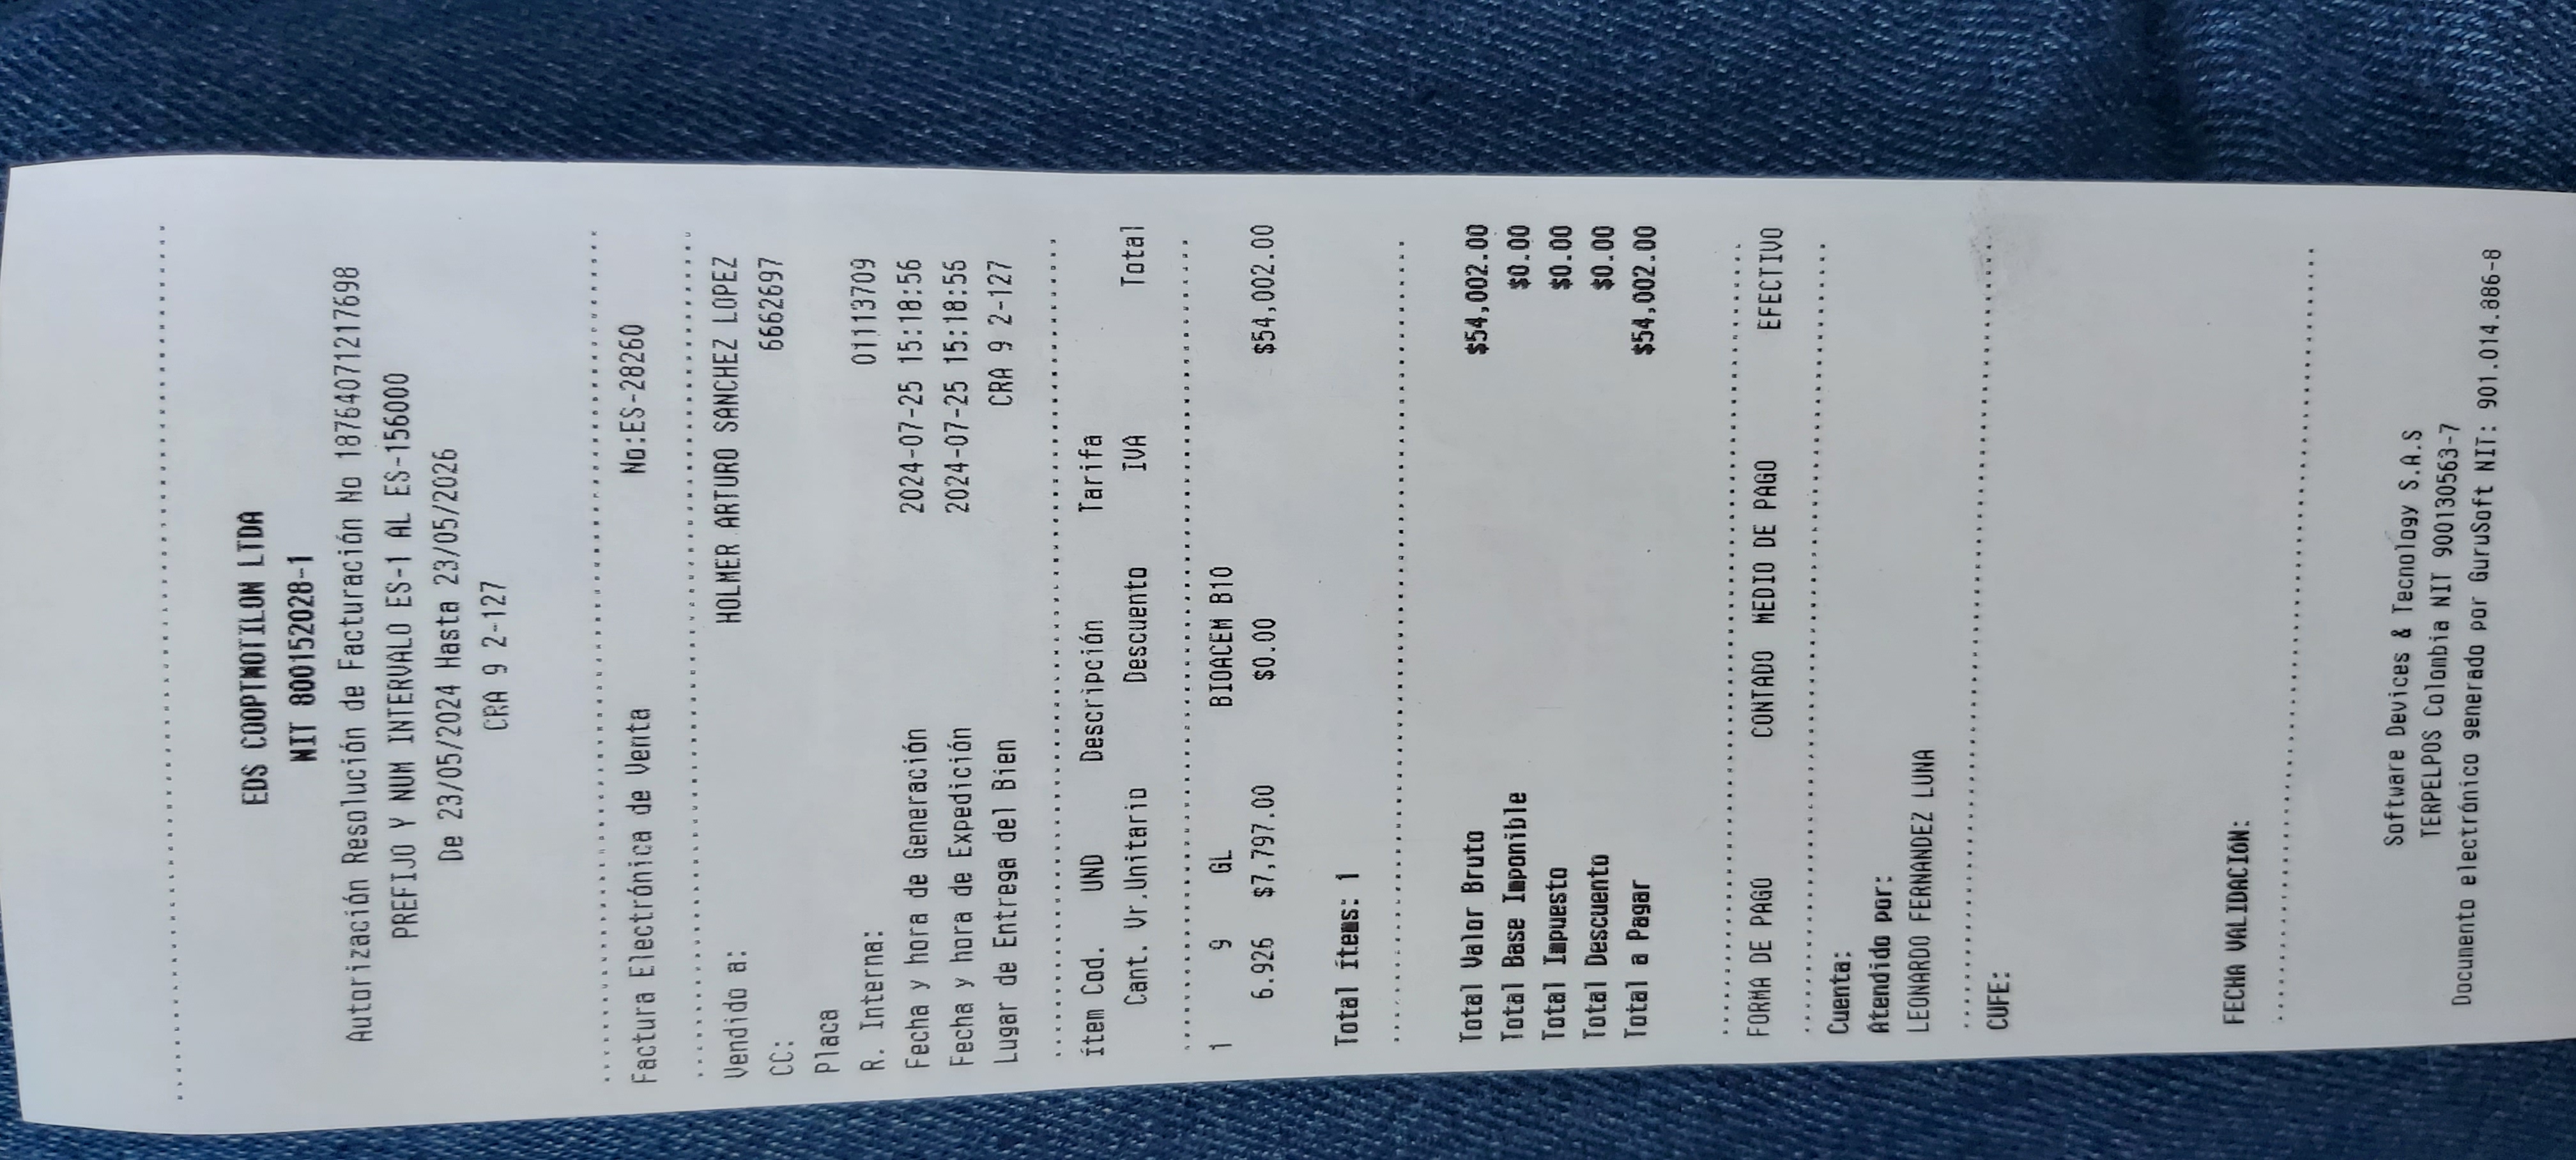 EDS COOPTMOTILON LTDA
NIT 800152028-1
Autorización Resolución de Facturación No 18764071217698
PREFIJO Y NUM INTERVALO ES-1 AL ES-156000
De 23/05/2024 Hasta 23/05/2026
CRA 9 2-127
Factura Electrónica de Venta No:ES-28260
Vendido a: HOLMER ARTURO SANCHEZ LOPEZ
CC: 6662697
Placa
R. Interna: 01113709
Fecha y hora de Generación 2024-07-25 15:18:56
Fecha y hora de Expedición 2024-07-25 15:18:56
Lugar de Entrega del Bien CRA 9 2-127
ítem Cod. UND Descripción Tarifa
Cant. Vr.Unitario Descuento IVA Total
1 9 GL BIOACEM B10
6.926 $7,797.00 $0.00 $54,002.00
Total ítems: 1
Total Valor Bruto $54,002.00
Total Base Imponible $0.00
Total Impuesto $0.00
Total Descuento $0.00
Total a Pagar $54,002.00
FORMA DE PAGO CONTADO MEDIO DE PAGO EFECTIVO
Cuenta:
Atendido por:
LEONARDO FERNANDEZ LUNA
CUFE:
FECHA VALIDACIóN:
Software Devices & Tecnology S.A.S
TERPELPOS Colombia NIT 900130563-7
Documento electrónico generado por GuruSoft NIT: 901.014.886-8